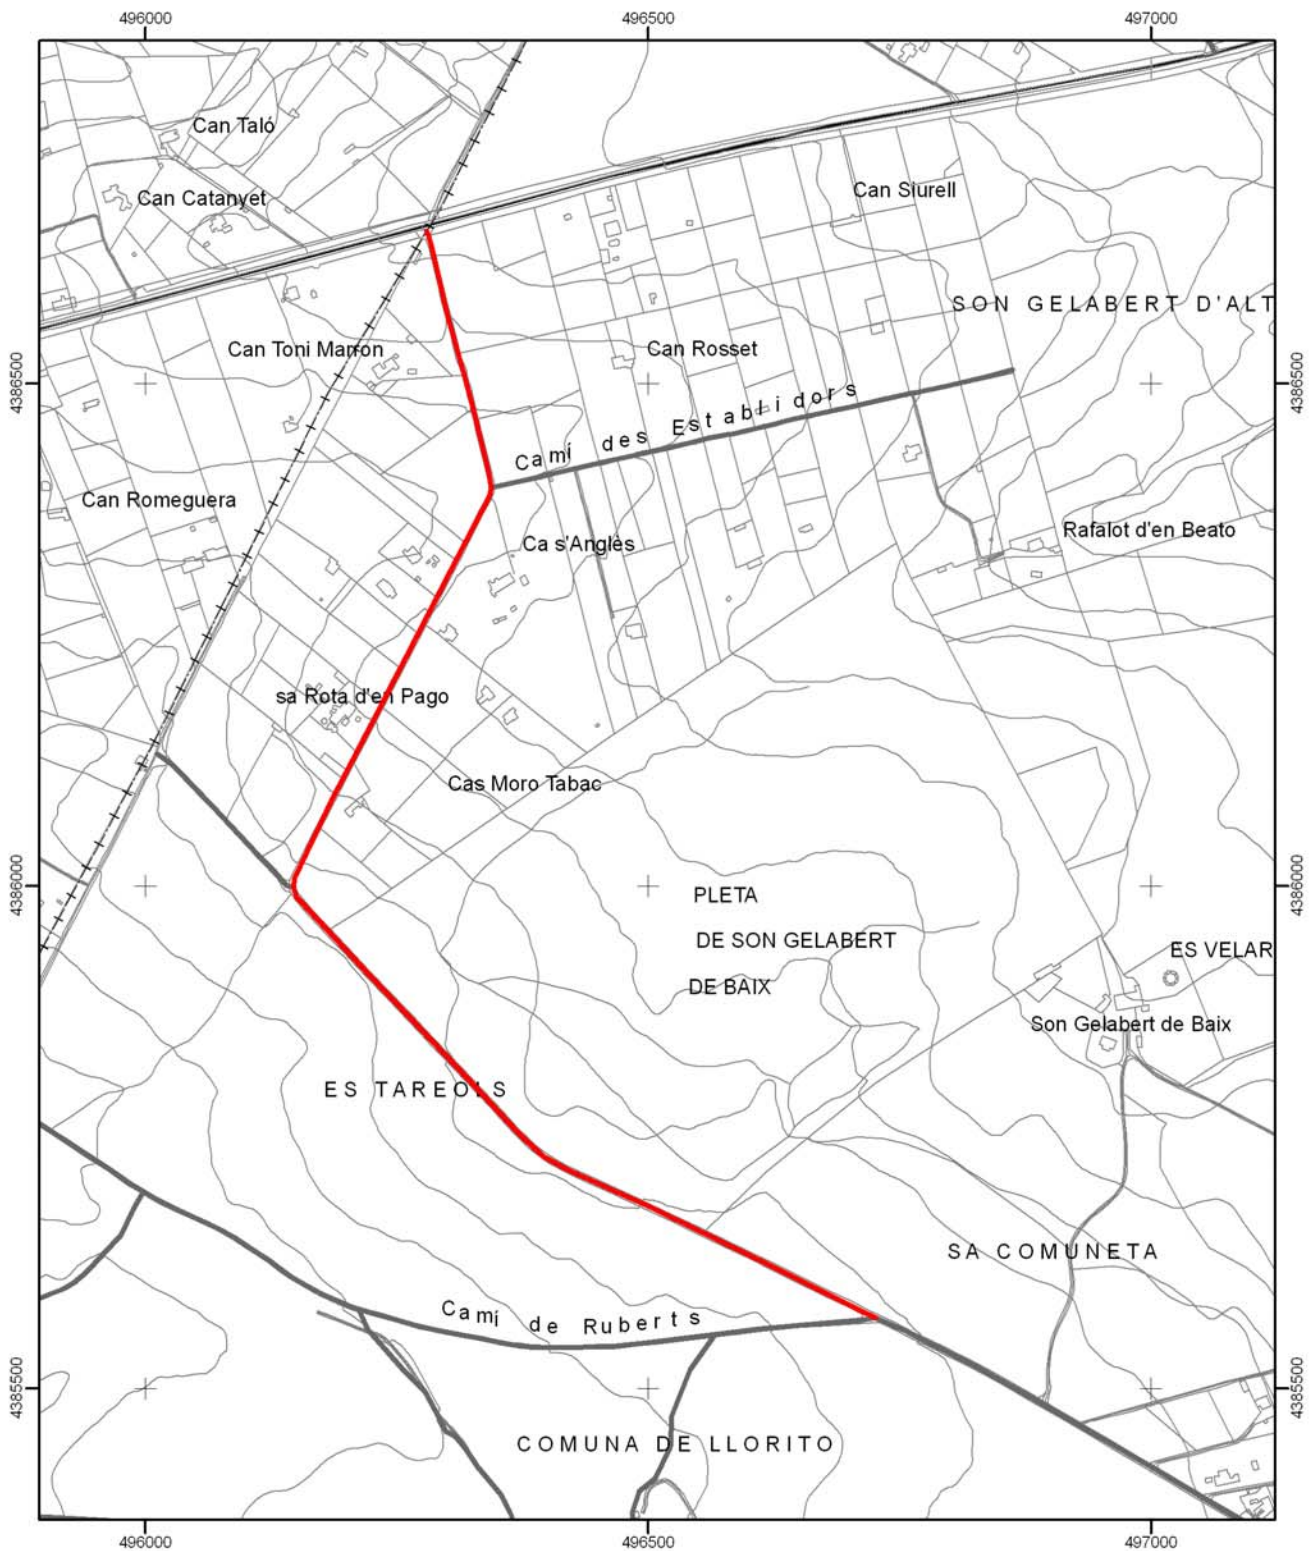 496000 496500 497000
Can Taló
Can Siurell
Can Catanyet
SON GELABERT D'ALT
Can Toni Marron
Can Rosset
4386500
4386500
Camí des Establidors
Can Romeguera
Rafalot d'en Beato
Ca s'Anglès
sa Rota d'en Pago
Cas Moro Tabac
4386000
4386000
PLETA
DE SON GELABERT
DE BAIX
ES VELAR
Son Gelabert de Baix
ES TAREOLS
SA COMUNETA
Camí de Ruberts
4385500
4385500
COMUNA DE LLORITO
496000 496500 497000